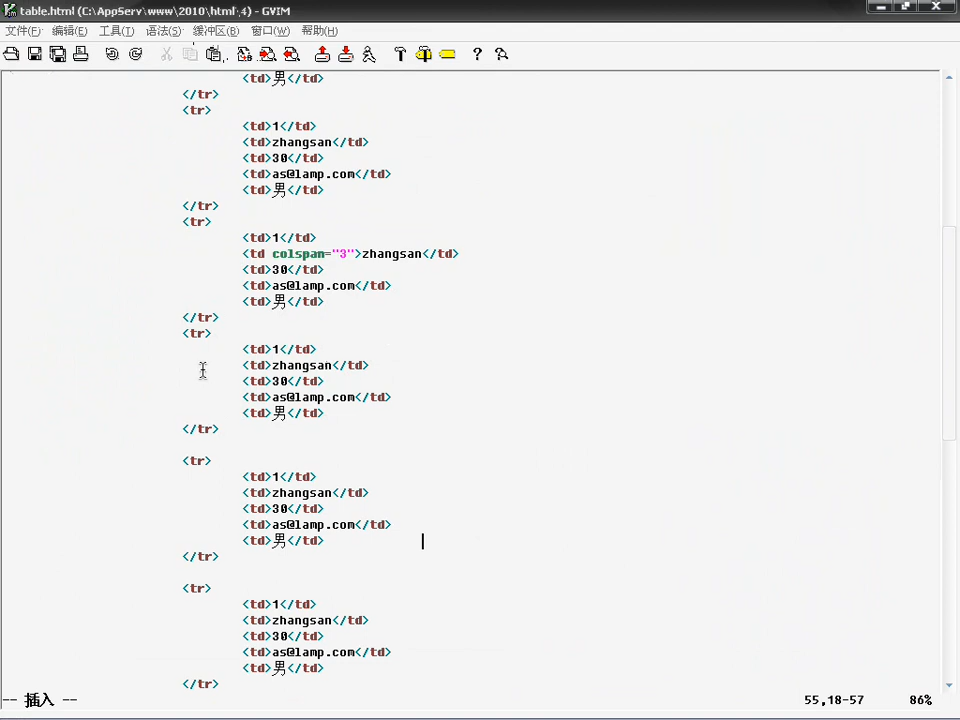 table.html (C:\AppServ\www\2010\html\4) - GVIM
文件(F) 编辑(E) 工具(T) 语法(S) 缓冲区(B) 窗口(W) 帮助(H)
<td>男</td>
</tr>
<tr>
<td>1</td>
<td>zhangsan</td>
<td>30</td>
<td>as@lamp.com</td>
<td>男</td>
</tr>
<tr>
<td>1</td>
<td colspan="3">zhangsan</td>
<td>30</td>
<td>as@lamp.com</td>
<td>男</td>
</tr>
<tr>
<td>1</td>
<td>zhangsan</td>
<td>30</td>
<td>as@lamp.com</td>
<td>男</td>
</tr>
<tr>
<td>1</td>
<td>zhangsan</td>
<td>30</td>
<td>as@lamp.com</td>
<td>男</td>
</tr>
<tr>
<td>1</td>
<td>zhangsan</td>
<td>30</td>
<td>as@lamp.com</td>
<td>男</td>
</tr>
-- 插入 -- 55,18-57 86%